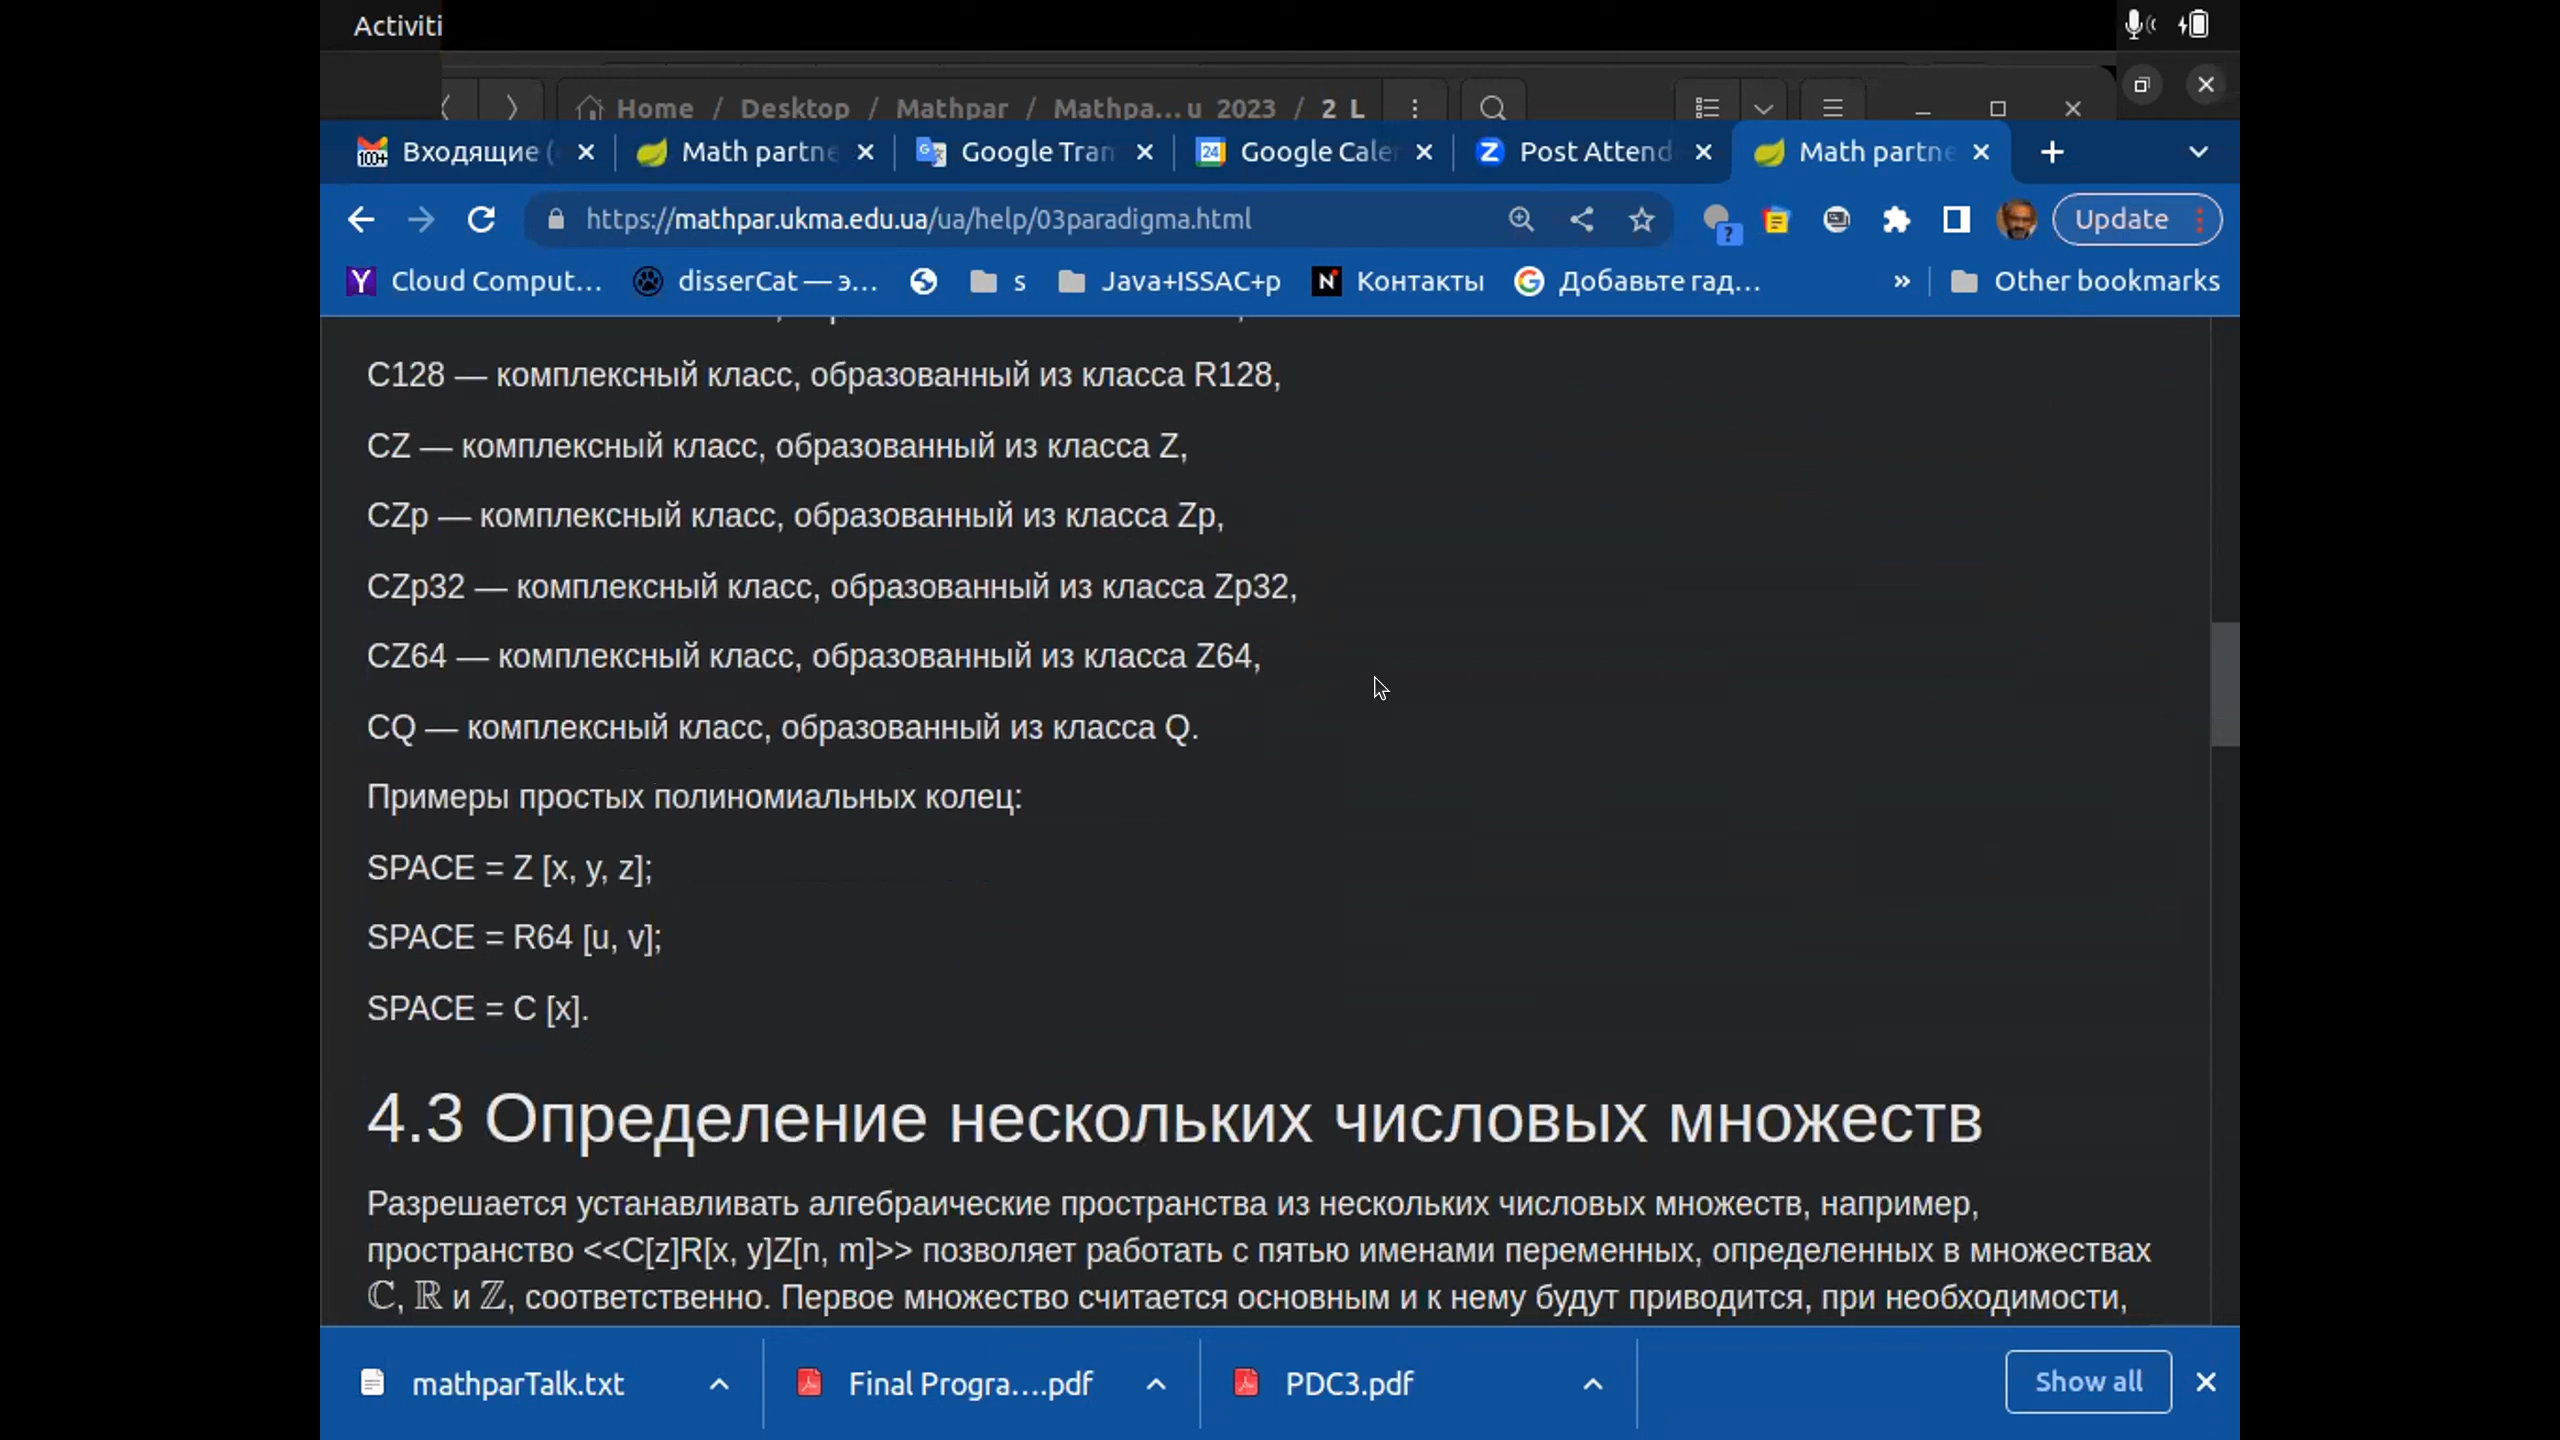 Activiti
Home / Desktop / Mathpar / Mathpa...u 2023 / 2 L
Входящие ( Math partne Google Tran Google Cale Post Attend Math partne
https://mathpar.ukma.edu.ua/ua/help/03paradigma.html Update
Cloud Comput... disserCat — э... s Java+ISSAC+p Контакты Добавьте гад... » Other bookmarks
C128 — комплексный класс, образованный из класса R128,
CZ — комплексный класс, образованный из класса Z,
CZp — комплексный класс, образованный из класса Zp,
CZp32 — комплексный класс, образованный из класса Zp32,
CZ64 — комплексный класс, образованный из класса Z64,
CQ — комплексный класс, образованный из класса Q.
Примеры простых полиномиальных колец:
SPACE = Z [x, y, z];
SPACE = R64 [u, v];
SPACE = C [x].
4.3 Определение нескольких числовых множеств
Разрешается устанавливать алгебраические пространства из нескольких числовых множеств, например,
пространство <<C[z]R[x, y]Z[n, m]>> позволяет работать с пятью именами переменных, определенных в множествах
ℂ, ℝ и ℤ, соответственно. Первое множество считается основным и к нему будут приводится, при необходимости,
mathparTalk.txt Final Progra....pdf PDC3.pdf Show all